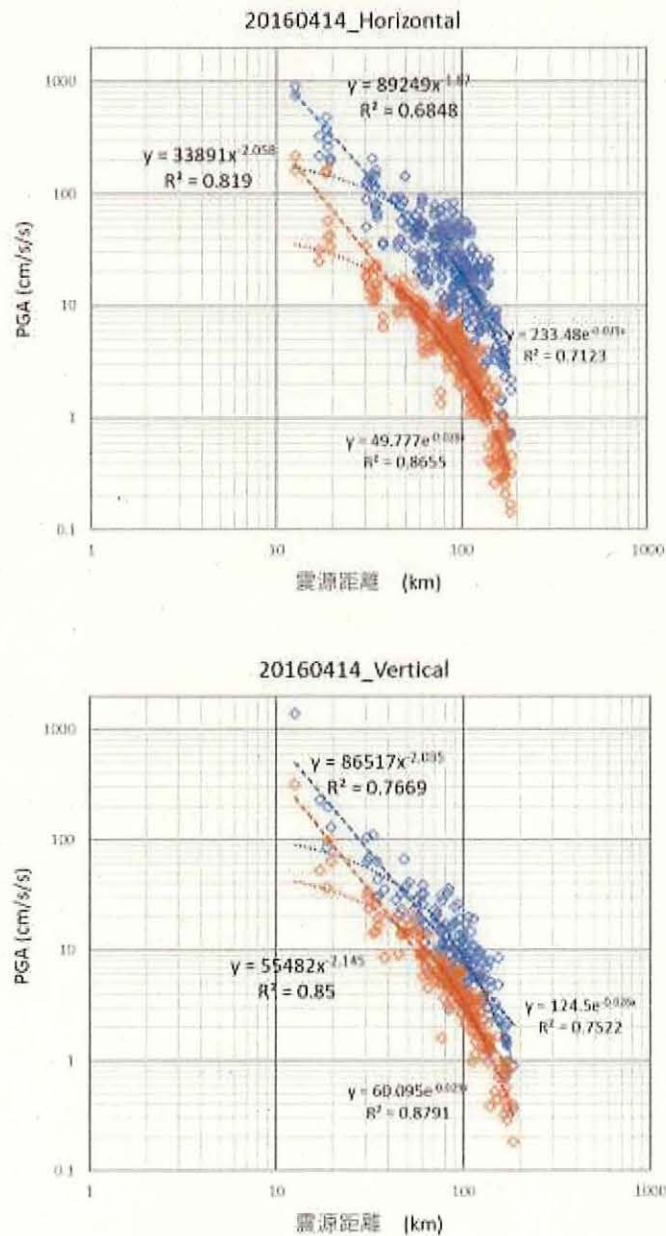 20160414_Horizontal
1000
100
10
1
0.1
PGA (cm/s/s)
y = 89249x
R² = 0.6848
y = 33891x^-2.058
R² = 0.819
y = 233.48e
R² = 0.7123
y = 49.777e
R² = 0.8655
1 10 100 1000
震源距離 (km)
20160414_Vertical
1000
100
10
1
0.1
PGA (cm/s/s)
y = 86517x^-2.035
R² = 0.7669
y = 55482x^-2.145
R² = 0.85
y = 124.5e
R² = 0.7522
y = 60.095e
R² = 0.8791
1 10 100 1000
震源距離 (km)